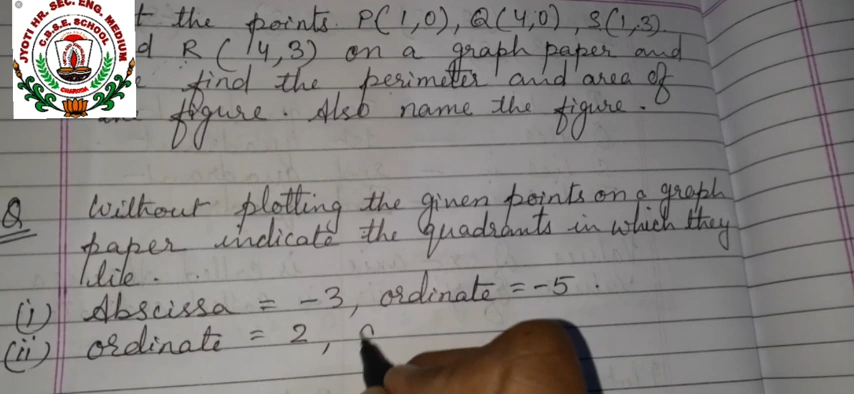 JYOTI HR. SEC. ENG. MEDIUM
C.B.S.E. SCHOOL
CHARODA
the points P(1,0), Q(4,0), S(1,3)
R (4,3) on a graph paper and
find the perimeter and area of
figure. Also name the figure.
Q Without plotting the given points on a graph
paper indicate the quadrants in which they
lie.
(i) Abscissa = -3, ordinate = -5.
(ii) ordinate = 2,